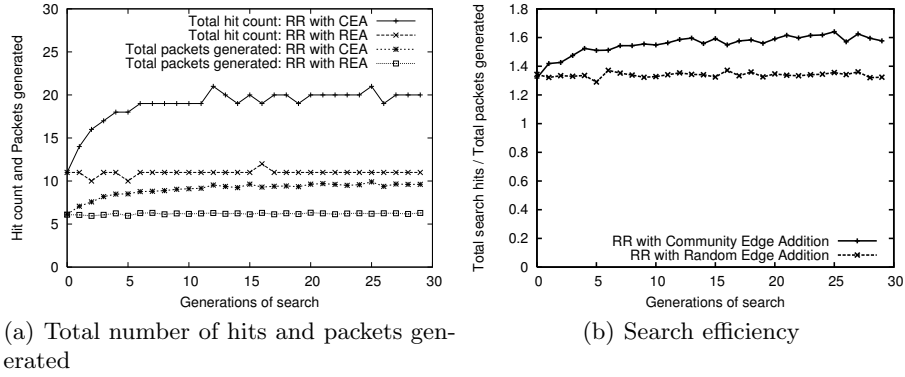 Hit count and Packets generated
30
25
20
15
10
5
0
Total hit count: RR with CEA
Total hit count: RR with REA
Total packets generated: RR with CEA
Total packets generated: RR with REA
0 5 10 15 20 25 30
Generations of search
(a) Total number of hits and packets gen-
erated
Total search hits / Total packets generated
1.8
1.6
1.4
1.2
1
0.8
0.6
0.4
0.2
0
RR with Community Edge Addition
RR with Random Edge Addition
0 5 10 15 20 25 30
Generations of search
(b) Search efficiency